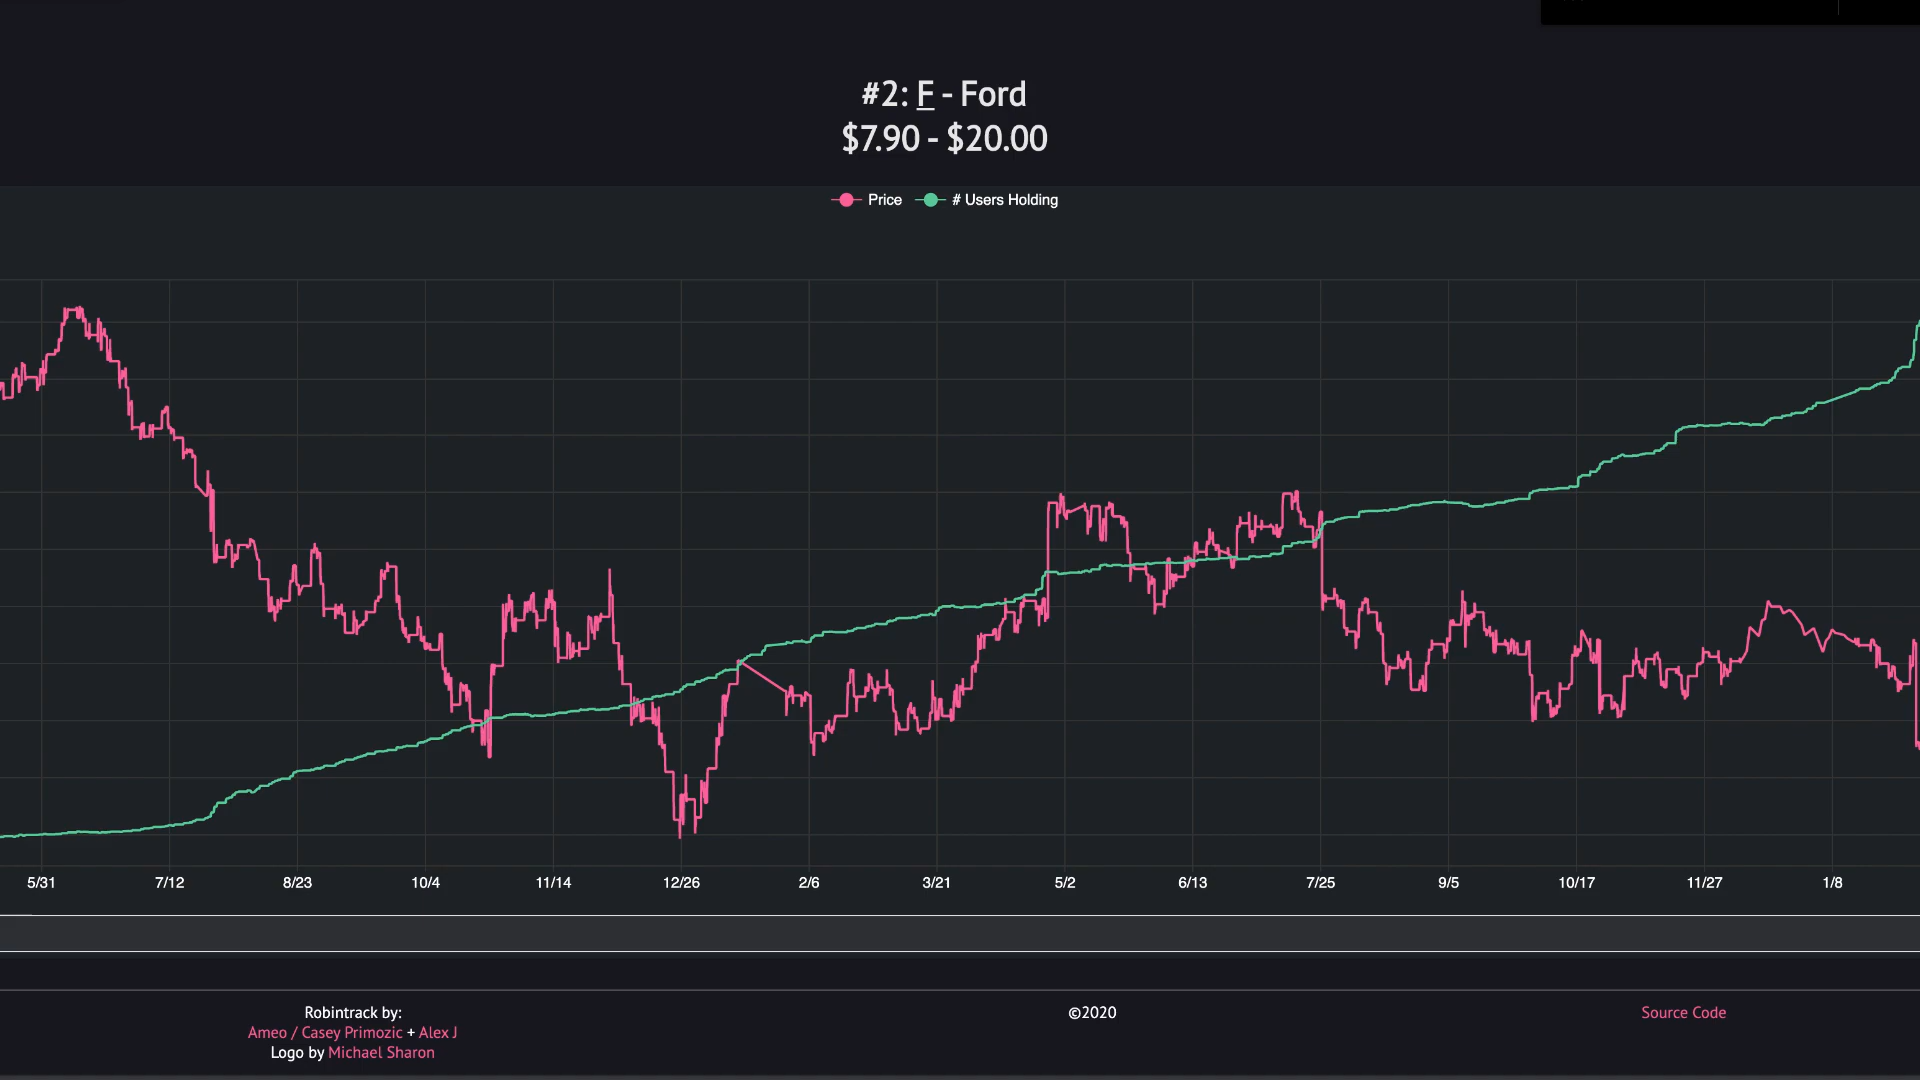 #2: F - Ford
$7.90 - $20.00
Price # Users Holding
5/31 7/12 8/23 10/4 11/14 12/26 2/6 3/21 5/2 6/13 7/25 9/5 10/17 11/27 1/8
Robintrack by:
Ameo / Casey Primozic + Alex J
Logo by Michael Sharon
©2020
Source Code